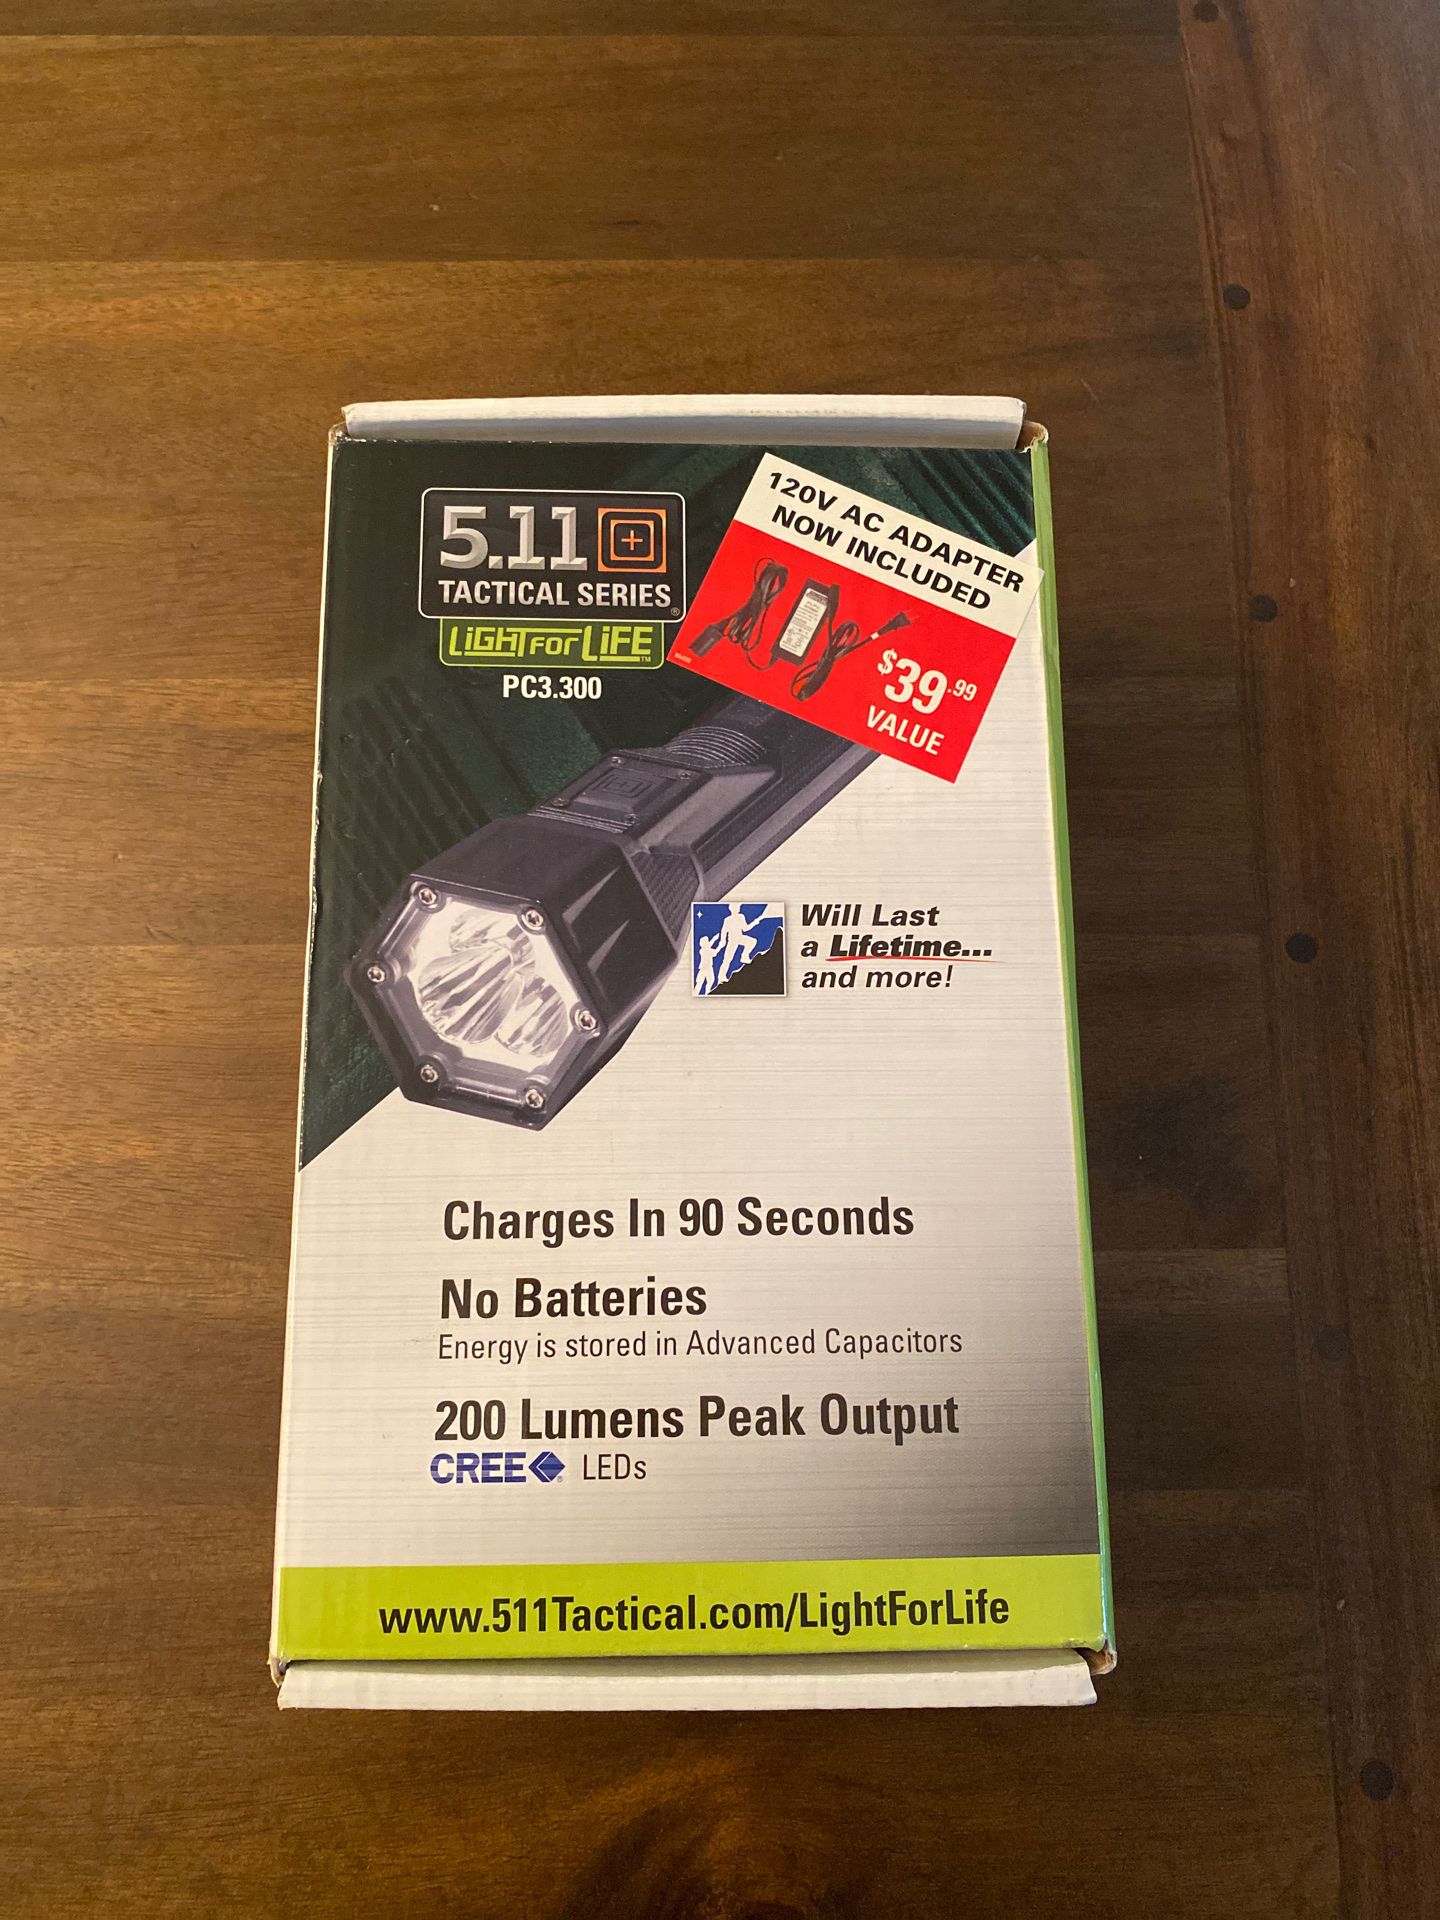 5.11
TACTICAL SERIES®
LiGHT FOR LiFE™
PC3.300
120V AC ADAPTER
NOW INCLUDED
$39.99
VALUE
Will Last
a Lifetime...
and more!
Charges In 90 Seconds
No Batteries
Energy is stored in Advanced Capacitors
200 Lumens Peak Output
CREE® LEDs
www.511Tactical.com/LightForLife